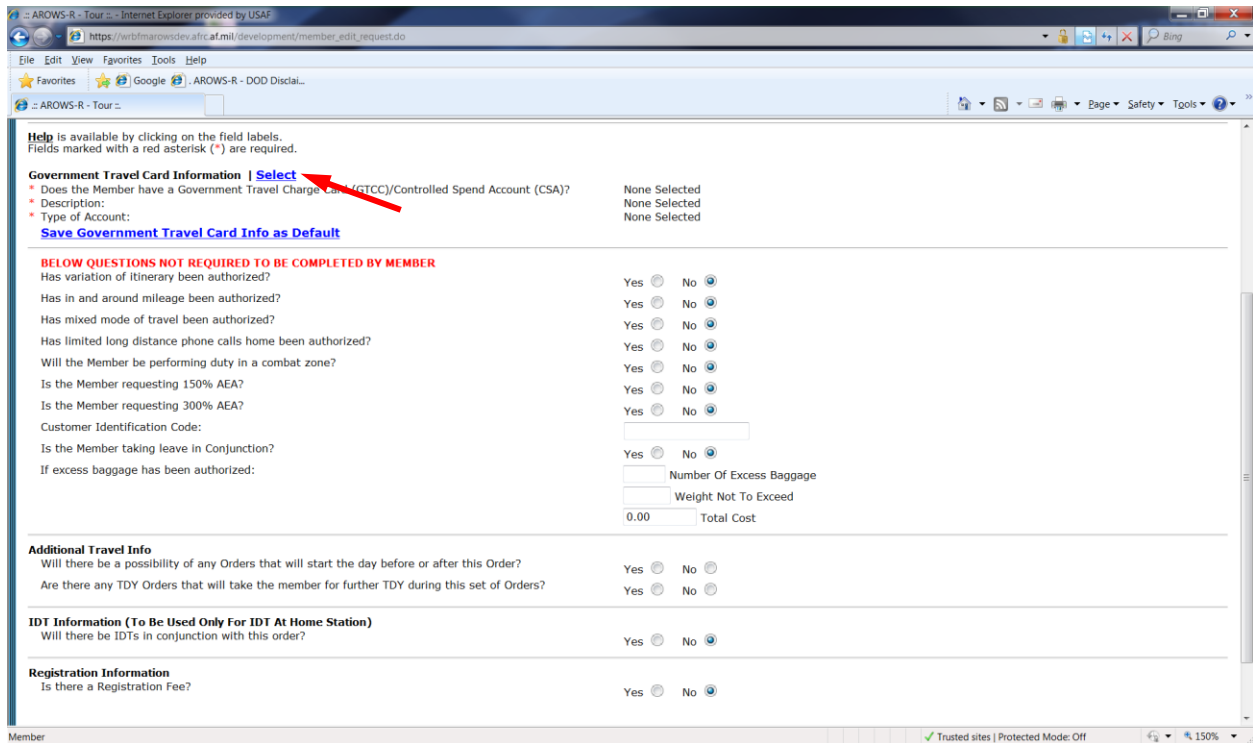 .:: AROWS-R - Tour ::. - Internet Explorer provided by USAF
https://wrbfmarowsdev.afrc.af.mil/development/member_edit_request.do
Bing
File Edit View Favorites Tools Help
Favorites Google . AROWS-R - DOD Disclai...
.:: AROWS-R - Tour ::.
Page Safety Tools
Help is available by clicking on the field labels.
Fields marked with a red asterisk (*) are required.
Government Travel Card Information | Select
* Does the Member have a Government Travel Charge Card (GTCC)/Controlled Spend Account (CSA)? None Selected
* Description: None Selected
* Type of Account: None Selected
Save Government Travel Card Info as Default
BELOW QUESTIONS NOT REQUIRED TO BE COMPLETED BY MEMBER
Has variation of itinerary been authorized? Yes No
Has in and around mileage been authorized? Yes No
Has mixed mode of travel been authorized? Yes No
Has limited long distance phone calls home been authorized? Yes No
Will the Member be performing duty in a combat zone? Yes No
Is the Member requesting 150% AEA? Yes No
Is the Member requesting 300% AEA? Yes No
Customer Identification Code:
Is the Member taking leave in Conjunction? Yes No
If excess baggage has been authorized: Number Of Excess Baggage
Weight Not To Exceed
0.00 Total Cost
Additional Travel Info
Will there be a possibility of any Orders that will start the day before or after this Order? Yes No
Are there any TDY Orders that will take the member for further TDY during this set of Orders? Yes No
IDT Information (To Be Used Only For IDT At Home Station)
Will there be IDTs in conjunction with this order? Yes No
Registration Information
Is there a Registration Fee? Yes No
Member Trusted sites | Protected Mode: Off 150%